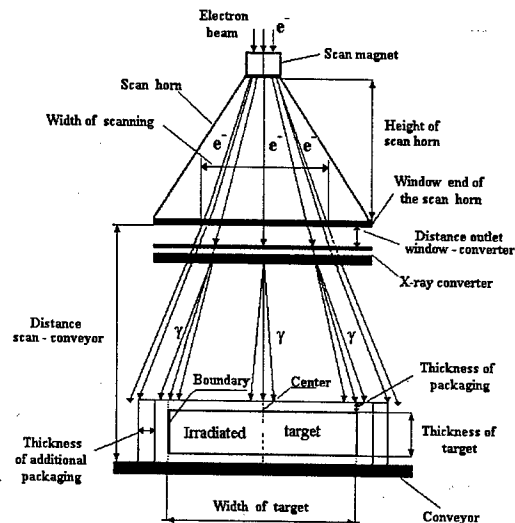 Electron
beam
e⁻
Scan magnet
Scan horn
Width of scanning
e⁻
e⁻
e⁻
Height of
scan horn
Window end of
the scan horn
Distance outlet
window - converter
X-ray converter
Distance
scan - conveyor
γ
γ
γ
Thickness of
packaging
Boundary
Center
Irradiated target
Thickness
of additional
packaging
Thickness of
target
Width of target
Conveyor